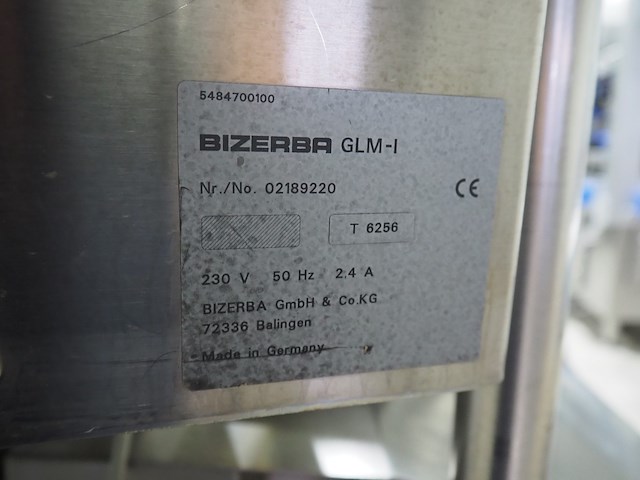 5484700100
BIZERBA GLM-I
Nr./No. 02189220 CE
T 6256
230 V 50 Hz 2.4 A
BIZERBA GmbH & Co.KG
72336 Balingen
Made in Germany